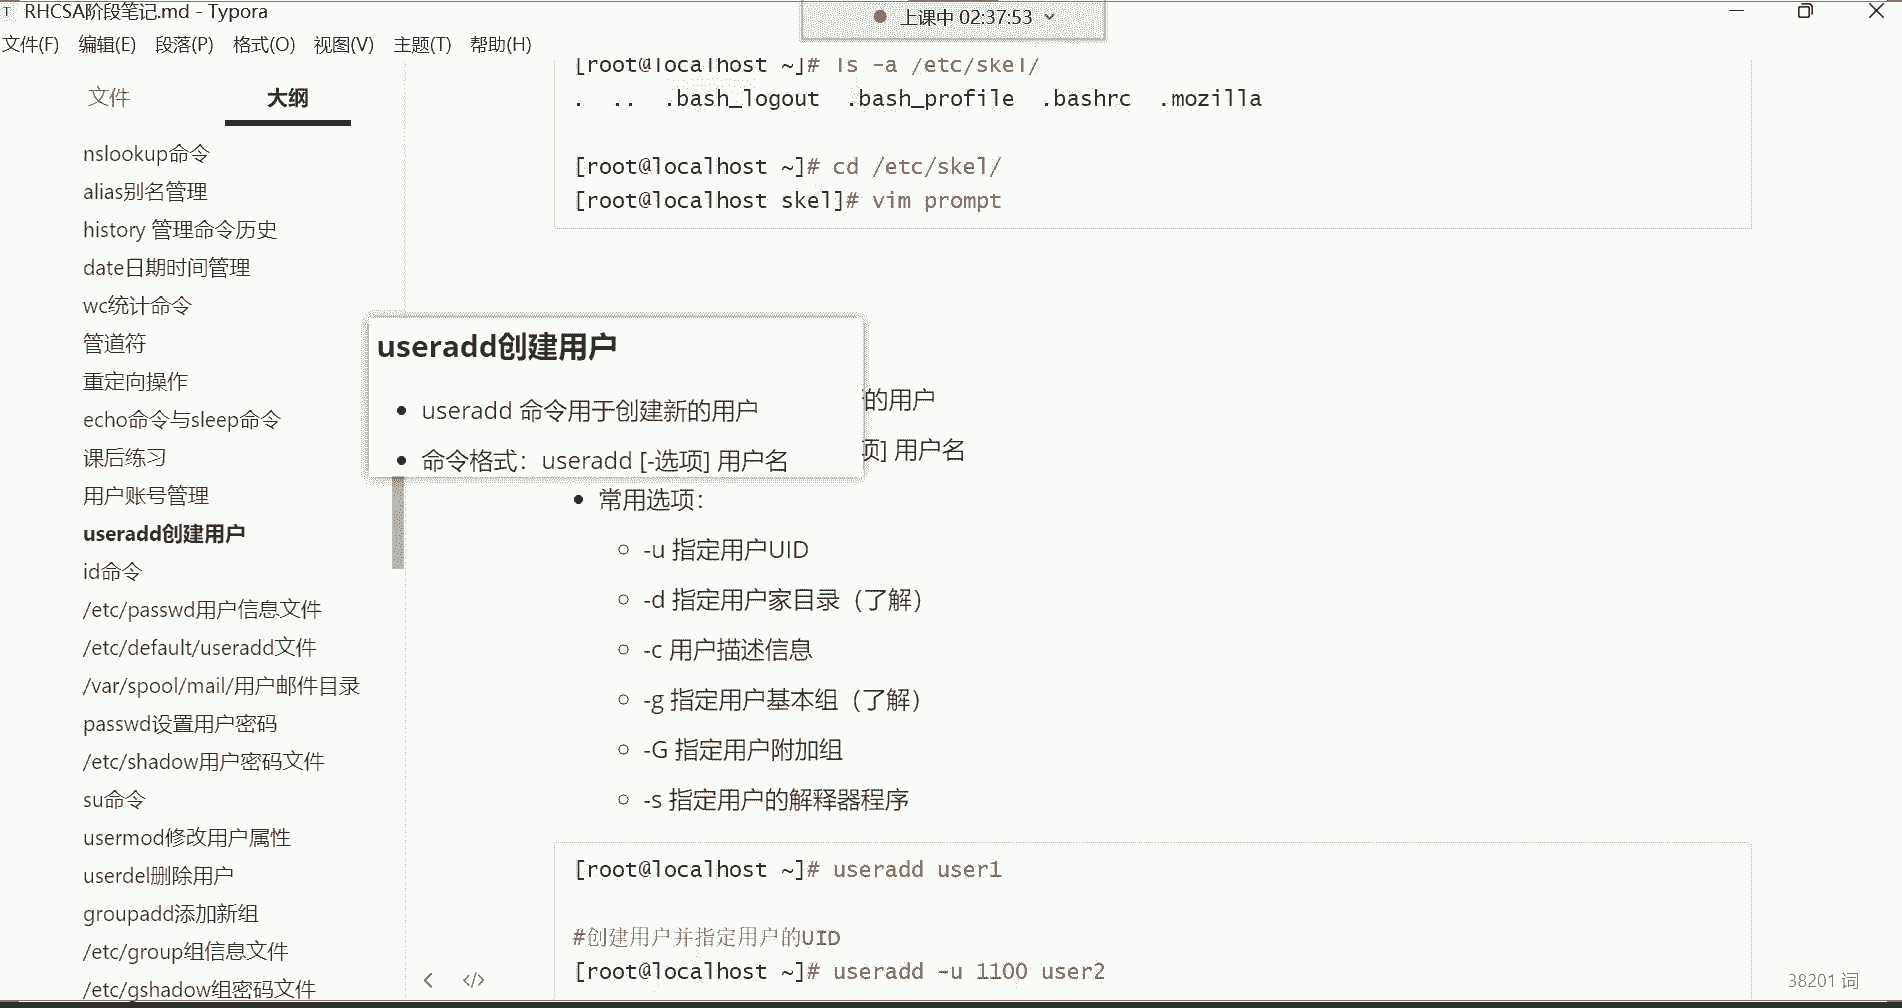 RHCSA阶段笔记.md - Typora
上课中 02:37:53
文件(F) 编辑(E) 段落(P) 格式(O) 视图(V) 主题(T) 帮助(H)
文件 大纲
nslookup命令
alias别名管理
history 管理命令历史
date日期时间管理
wc统计命令
管道符
重定向操作
echo命令与sleep命令
课后练习
用户账号管理
useradd创建用户
id命令
/etc/passwd用户信息文件
/etc/default/useradd文件
/var/spool/mail/用户邮件目录
passwd设置用户密码
/etc/shadow用户密码文件
su命令
usermod修改用户属性
userdel删除用户
groupadd添加新组
/etc/group组信息文件
/etc/gshadow组密码文件
[root@localhost ~]# ls -a /etc/skel/
. .. .bash_logout .bash_profile .bashrc .mozilla
[root@localhost ~]# cd /etc/skel/
[root@localhost skel]# vim prompt
useradd创建用户
• useradd 命令用于创建新的用户
• 命令格式：useradd [-选项] 用户名
的用户
项] 用户名
• 常用选项：
○ -u 指定用户UID
○ -d 指定用户家目录（了解）
○ -c 用户描述信息
○ -g 指定用户基本组（了解）
○ -G 指定用户附加组
○ -s 指定用户的解释器程序
[root@localhost ~]# useradd user1
#创建用户并指定用户的UID
[root@localhost ~]# useradd -u 1100 user2
38201 词